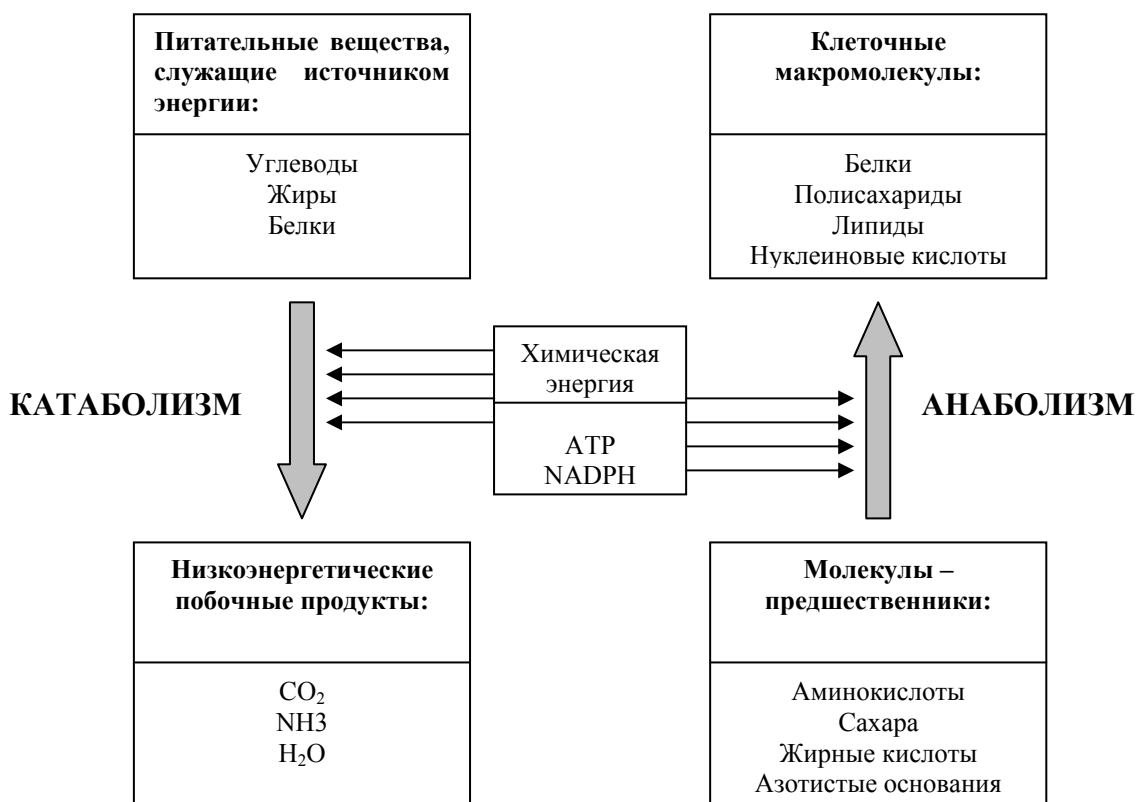 Питательные вещества,
служащие источником
энергии:
Углеводы
Жиры
Белки
Клеточные
макромолекулы:
Белки
Полисахариды
Липиды
Нуклеиновые кислоты
КАТАБОЛИЗМ
Химическая
энергия
ATP
NADPH
АНАБОЛИЗМ
Низкоэнергетические
побочные продукты:
CO₂
NH3
H₂O
Молекулы –
предшественники:
Аминокислоты
Сахара
Жирные кислоты
Азотистые основания